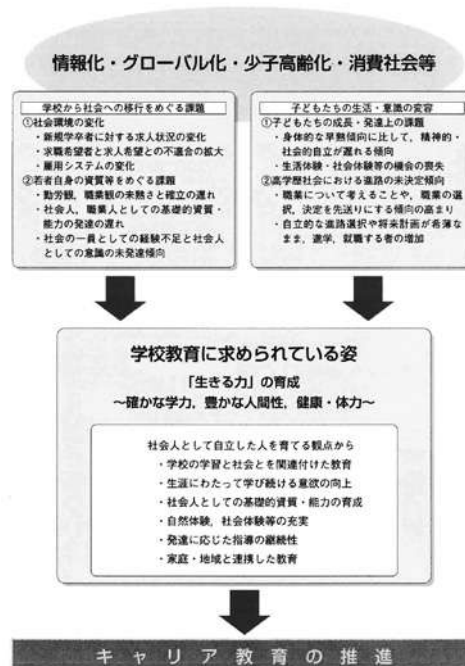 情報化・グローバル化・少子高齢化・消費社会等
学校から社会への移行をめぐる課題
①社会環境の変化
・新規学卒者に対する求人状況の変化
・求職希望者と求人希望との不適合の拡大
・雇用システムの変化
②若者自身の資質等をめぐる課題
・勤労観，職業観の未熟さと確立の遅れ
・社会人，職業人としての基礎的資質・
能力の発達の遅れ
・社会の一員としての経験不足と社会人
としての意識の未発達傾向
子どもたちの生活・意識の変容
①子どもたちの成長・発達上の課題
・身体的な早熟傾向に比して，精神的・
社会的自立が遅れる傾向
・生活体験・社会体験等の機会の喪失
②高学歴社会における進路の未決定傾向
・職業について考えることや，職業の選
択，決定を先送りにする傾向の高まり
・自立的な進路選択や将来計画が希薄な
まま，進学，就職する者の増加
学校教育に求められている姿
「生きる力」の育成
～確かな学力，豊かな人間性，健康・体力～
社会人として自立した人を育てる観点から
・学校の学習と社会とを関連付けた教育
・生涯にわたって学び続ける意欲の向上
・社会人としての基礎的資質・能力の育成
・自然体験，社会体験等の充実
・発達に応じた指導の継続性
・家庭・地域と連携した教育
キャリア教育の推進